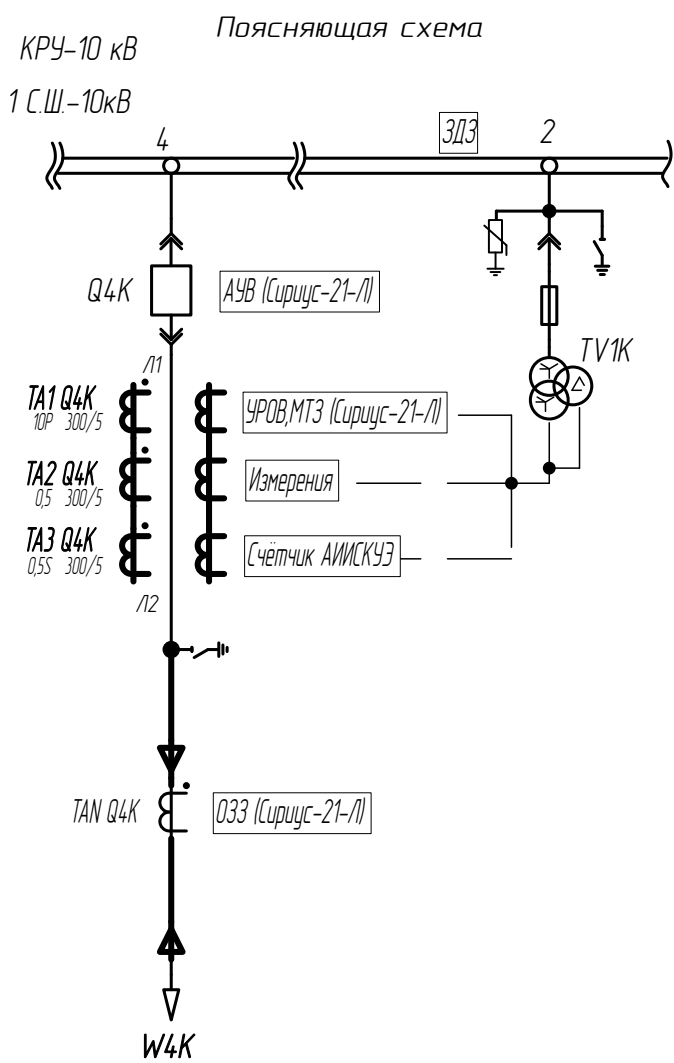 Поясняющая схема
КРУ-10 кВ
1 С.Ш.-10кВ
4
ЗДЗ
2
Q4K
АУВ (Сириус-21-Л)
TV1K
Л1
TA1 Q4K
10P 300/5
УРОВ,МТЗ (Сириус-21-Л)
TA2 Q4K
0,5 300/5
Измерения
TA3 Q4K
0,5S 300/5
Счётчик АИИСКУЭ
Л2
TAN Q4K
ОЗЗ (Сириус-21-Л)
W4K